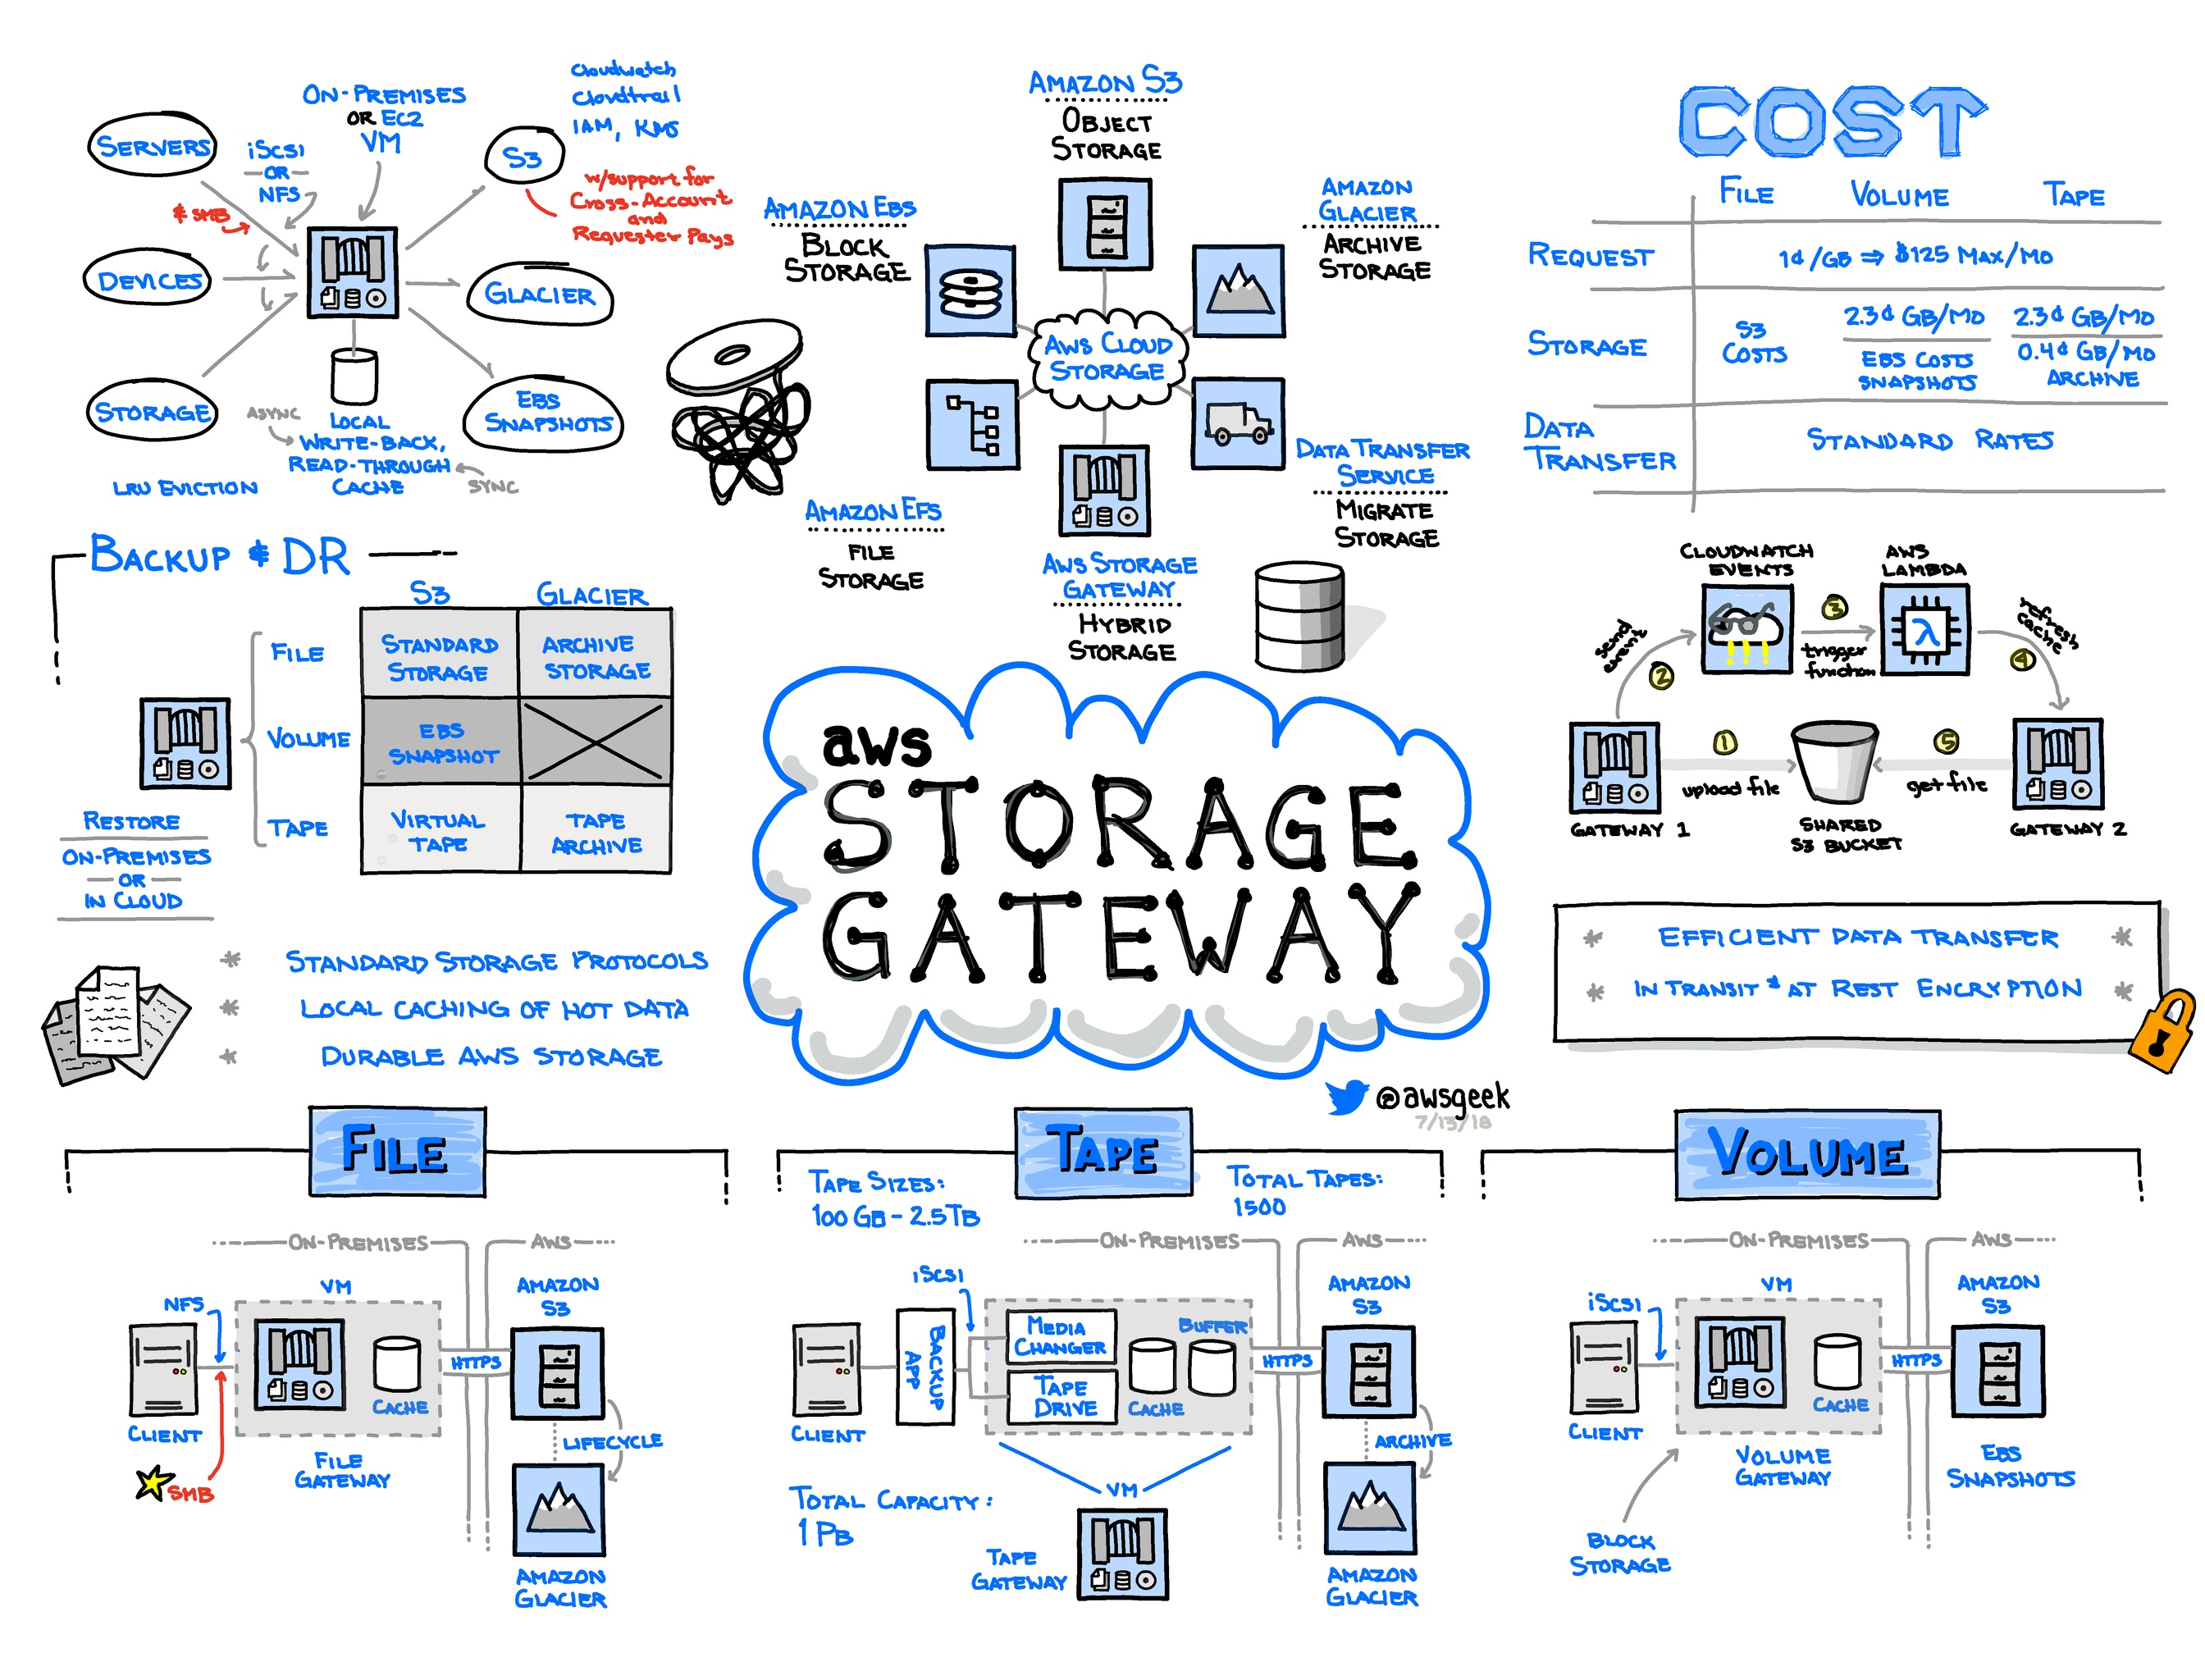 SERVERS
iScsi
OR
NFS
& SMB
ON-PREMISES
OR EC2
VM
S3
Cloudwatch
Cloudtrail
IAM, KMS
w/support for
Cross-Account
and
Requester Pays
DEVICES
GLACIER
STORAGE
ASYNC
LOCAL
WRITE-BACK,
READ-THROUGH
CACHE
SYNC
LRU EVICTION
EBS
SNAPSHOTS
AMAZON S3
OBJECT
STORAGE
AMAZON EBS
BLOCK
STORAGE
AMAZON
GLACIER
ARCHIVE
STORAGE
AWS CLOUD
STORAGE
AMAZON EFS
FILE
STORAGE
AWS STORAGE
GATEWAY
HYBRID
STORAGE
DATA TRANSFER
SERVICE
MIGRATE
STORAGE
COST
FILE VOLUME TAPE
REQUEST 1¢/GB ⇒ $125 MAX/MO
STORAGE
S3
COSTS
2.3¢ GB/MO
EBS COSTS
SNAPSHOTS
2.3¢ GB/MO
0.4¢ GB/MO
ARCHIVE
DATA
TRANSFER
STANDARD RATES
BACKUP & DR
S3 GLACIER
FILE
STANDARD
STORAGE
ARCHIVE
STORAGE
VOLUME
EBS
SNAPSHOT
TAPE
VIRTUAL
TAPE
TAPE
ARCHIVE
RESTORE
ON-PREMISES
OR
IN CLOUD
* STANDARD STORAGE PROTOCOLS
* LOCAL CACHING OF HOT DATA
* DURABLE AWS STORAGE
aws
STORAGE
GATEWAY
@awsgeek
7/13/18
CLOUDWATCH
EVENTS
AWS
LAMBDA
send
event
2
3
trigger
function
refresh
cache
4
1
upload file
5
get file
GATEWAY 1
SHARED
S3 BUCKET
GATEWAY 2
* EFFICIENT DATA TRANSFER *
* IN TRANSIT & AT REST ENCRYPTION *
FILE
ON-PREMISES
AWS
NFS
VM
AMAZON
S3
HTTPS
CACHE
CLIENT
FILE
GATEWAY
SMB
LIFECYCLE
AMAZON
GLACIER
TAPE
TAPE SIZES:
100 GB - 2.5TB
TOTAL TAPES:
1500
ON-PREMISES
AWS
iScsi
BACKUP
APP
MEDIA
CHANGER
TAPE
DRIVE
BUFFER
CACHE
HTTPS
AMAZON
S3
CLIENT
ARCHIVE
VM
TOTAL CAPACITY:
1 PB
TAPE
GATEWAY
AMAZON
GLACIER
VOLUME
ON-PREMISES
AWS
iScsi
VM
AMAZON
S3
HTTPS
CACHE
CLIENT
VOLUME
GATEWAY
EBS
SNAPSHOTS
BLOCK
STORAGE